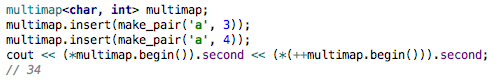 multimap<char, int> multimap;
multimap.insert(make_pair('a', 3));
multimap.insert(make_pair('a', 4));
cout << (*multimap.begin()).second << (*(++multimap.begin())).second;
// 34